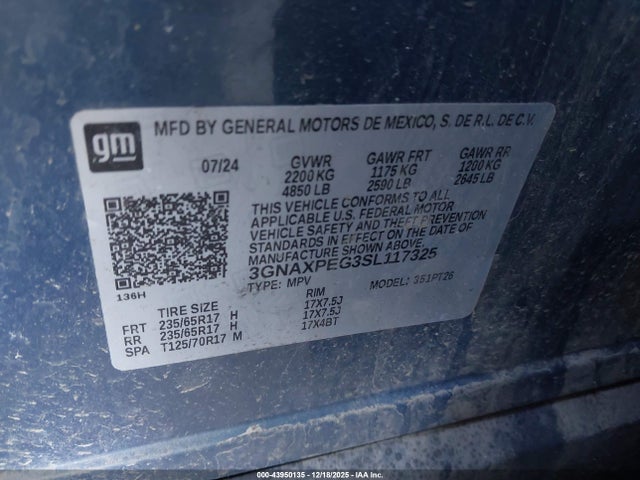 gm
MFD BY GENERAL MOTORS DE MEXICO, S. DE R.L. DE C.V.
07/24 GVWR GAWR FRT GAWR RR
2200 KG 1175 KG 1200 KG
4850 LB 2590 LB 2645 LB
THIS VEHICLE CONFORMS TO ALL
APPLICABLE U.S. FEDERAL MOTOR
VEHICLE SAFETY AND THEFT PREVENTION
STANDARDS IN EFFECT ON THE DATE OF
MANUFACTURE SHOWN ABOVE.
3GNAXPEG3SL117325
TYPE: MPV MODEL: 351PT26
136H
TIRE SIZE RIM
FRT 235/65R17 H 17X7.5J
RR 235/65R17 H 17X7.5J
SPA T125/70R17 M 17X4BT
000-43950135 - 12/18/2025 - IAA Inc.